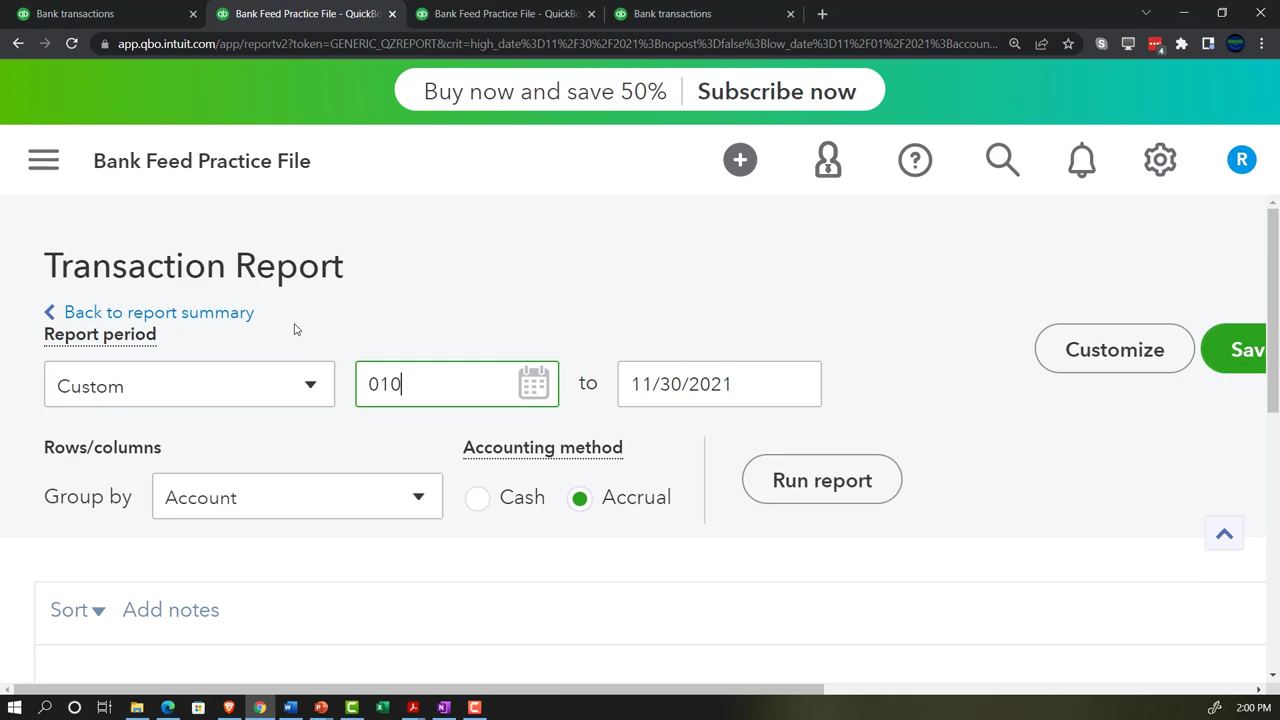 Bank transactions
Bank Feed Practice File - QuickBo
Bank Feed Practice File - QuickBo
Bank transactions
app.qbo.intuit.com/app/reportv2?token=GENERIC_QZREPORT&crit=high_date%3D11%2F30%2F2021%3Bnopost%3Dfalse%3Blow_date%3D11%2F01%2F2021%3Baccoun...
4
Buy now and save 50% Subscribe now
Bank Feed Practice File
R
Transaction Report
Back to report summary
Report period
Customize
Sav
Custom
010
to
11/30/2021
Rows/columns
Accounting method
Group by
Account
Cash
Accrual
Run report
Sort
Add notes
2:00 PM